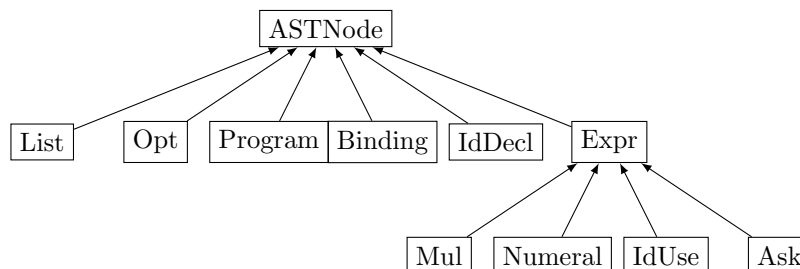 ASTNode
List Opt Program Binding IdDecl Expr
Mul Numeral IdUse Ask